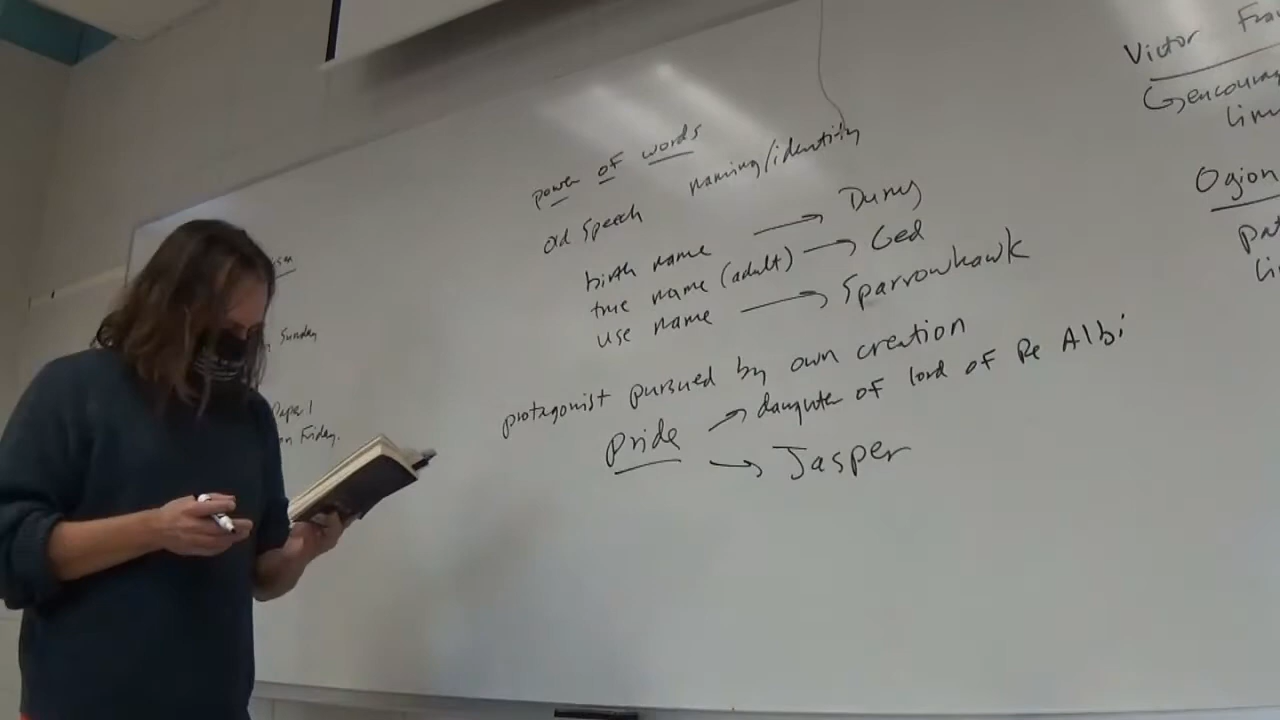 power of words
naming/identity
old speech
birth name → Duny
true name (adult) → Ged
use name → Sparrowhawk
protagonist pursued by own creation
pride → daughter of lord of Re Albi
→ Jasper
Victor
Ogion
Sunday
Paper 1
on Friday.